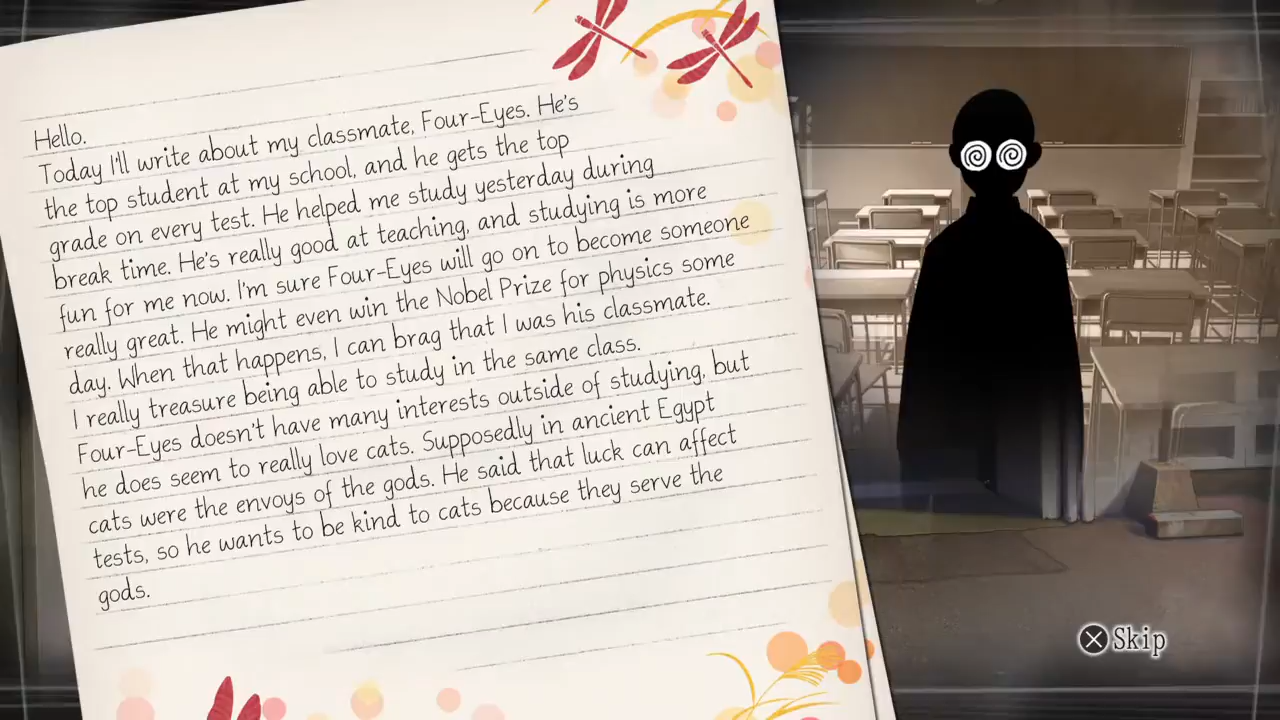 Hello.
Today I'll write about my classmate, Four-Eyes. He's
the top student at my school, and he gets the top
grade on every test. He helped me study yesterday during
break time. He's really good at teaching, and studying is more
fun for me now. I'm sure Four-Eyes will go on to become someone
really great. He might even win the Nobel Prize for physics some
day. When that happens, I can brag that I was his classmate.
I really treasure being able to study in the same class.
Four-Eyes doesn't have many interests outside of studying, but
he does seem to really love cats. Supposedly in ancient Egypt
cats were the envoys of the gods. He said that luck can affect
tests, so he wants to be kind to cats because they serve the
gods.
Skip